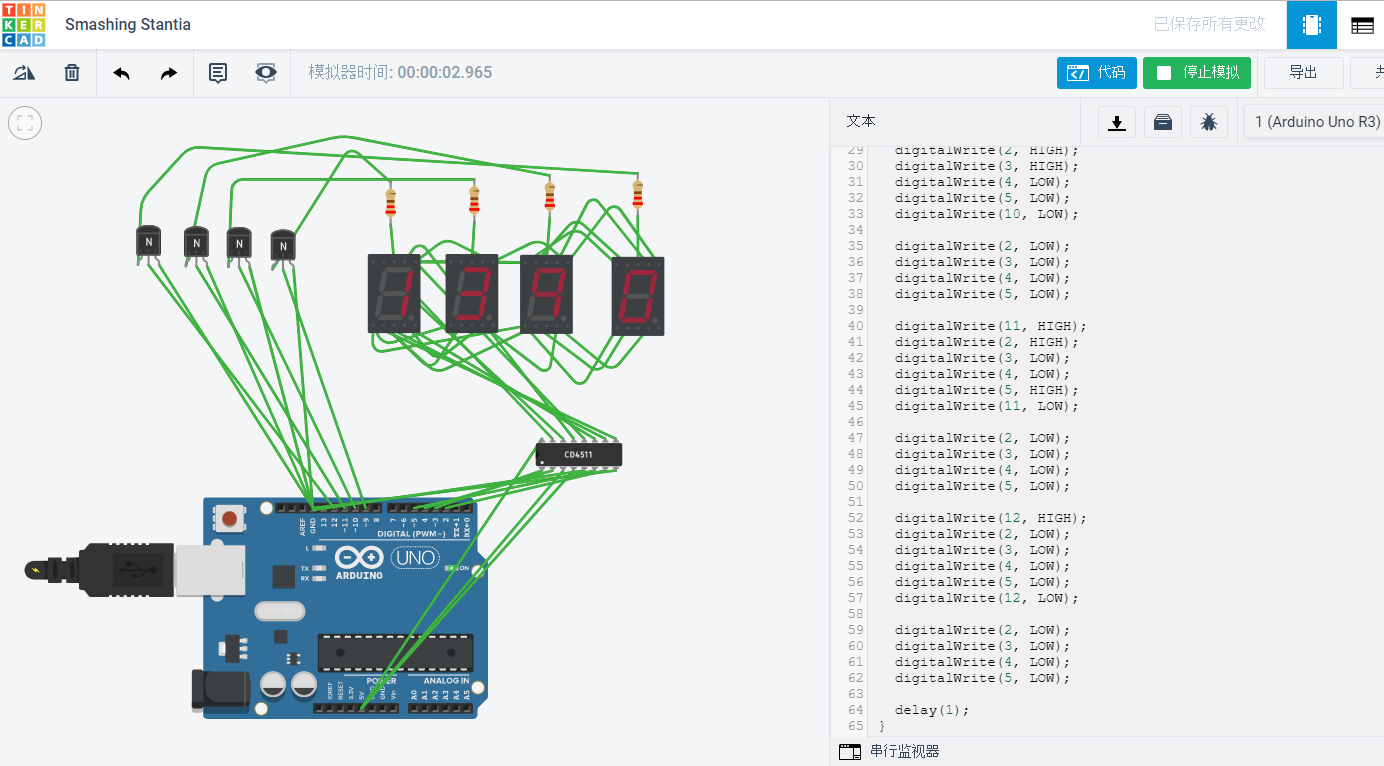 TIN
KER
CAD
Smashing Stantia
已保存所有更改
模拟器时间: 00:00:02.965
代码
停止模拟
导出
文本
1 (Arduino Uno R3)
29 digitalWrite(2, HIGH);
30 digitalWrite(3, HIGH);
31 digitalWrite(4, LOW);
32 digitalWrite(5, LOW);
33 digitalWrite(10, LOW);
34
35 digitalWrite(2, LOW);
36 digitalWrite(3, LOW);
37 digitalWrite(4, LOW);
38 digitalWrite(5, LOW);
39
40 digitalWrite(11, HIGH);
41 digitalWrite(2, HIGH);
42 digitalWrite(3, LOW);
43 digitalWrite(4, LOW);
44 digitalWrite(5, HIGH);
45 digitalWrite(11, LOW);
46
47 digitalWrite(2, LOW);
48 digitalWrite(3, LOW);
49 digitalWrite(4, LOW);
50 digitalWrite(5, LOW);
51
52 digitalWrite(12, HIGH);
53 digitalWrite(2, LOW);
54 digitalWrite(3, LOW);
55 digitalWrite(4, LOW);
56 digitalWrite(5, LOW);
57 digitalWrite(12, LOW);
58
59 digitalWrite(2, LOW);
60 digitalWrite(3, LOW);
61 digitalWrite(4, LOW);
62 digitalWrite(5, LOW);
63
64 delay(1);
65 }
串行监视器
N
N
N
N
1 3 9 0
CD4511
AREF
GND
13
12
~11
~10
~9
8
7
~6
~5
4
~3
2
TX→1
RX←0
DIGITAL (PWM~)
L
TX
RX
ARDUINO
UNO
ON
POWER
ANALOG IN
IOREF
RESET
3.3V
5V
GND
Vin
A0
A1
A2
A3
A4
A5